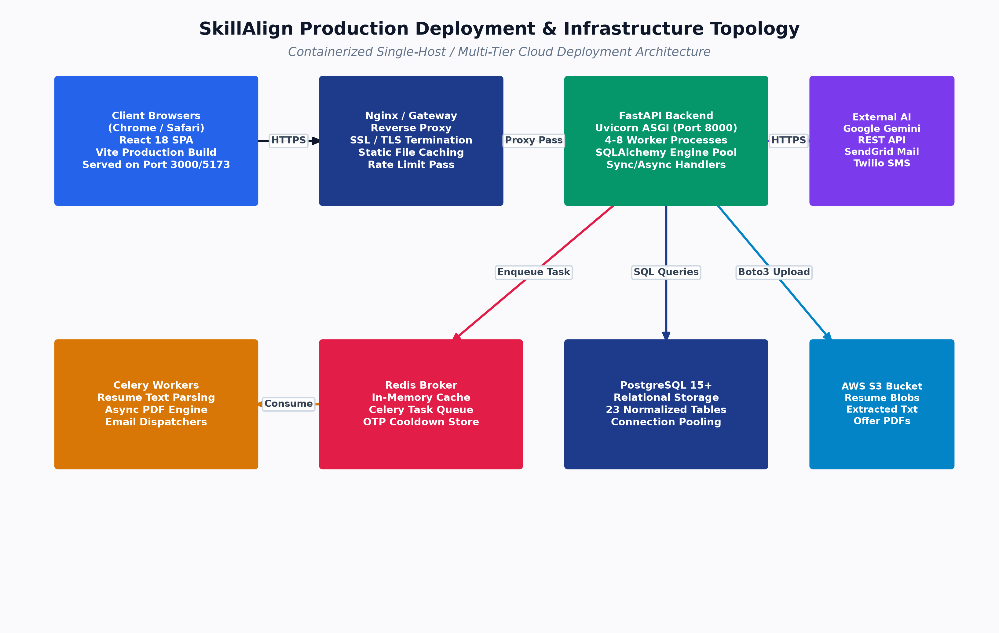 SkillAlign Production Deployment & Infrastructure Topology
Containerized Single-Host / Multi-Tier Cloud Deployment Architecture
Client Browsers
(Chrome / Safari)
React 18 SPA
Vite Production Build
Served on Port 3000/5173
HTTPS
Nginx / Gateway
Reverse Proxy
SSL / TLS Termination
Static File Caching
Rate Limit Pass
Proxy Pass
FastAPI Backend
Uvicorn ASGI (Port 8000)
4-8 Worker Processes
SQLAlchemy Engine Pool
Sync/Async Handlers
HTTPS
External AI
Google Gemini
REST API
SendGrid Mail
Twilio SMS
Enqueue Task
SQL Queries
Boto3 Upload
Celery Workers
Resume Text Parsing
Async PDF Engine
Email Dispatchers
Consume
Redis Broker
In-Memory Cache
Celery Task Queue
OTP Cooldown Store
PostgreSQL 15+
Relational Storage
23 Normalized Tables
Connection Pooling
AWS S3 Bucket
Resume Blobs
Extracted Txt
Offer PDFs